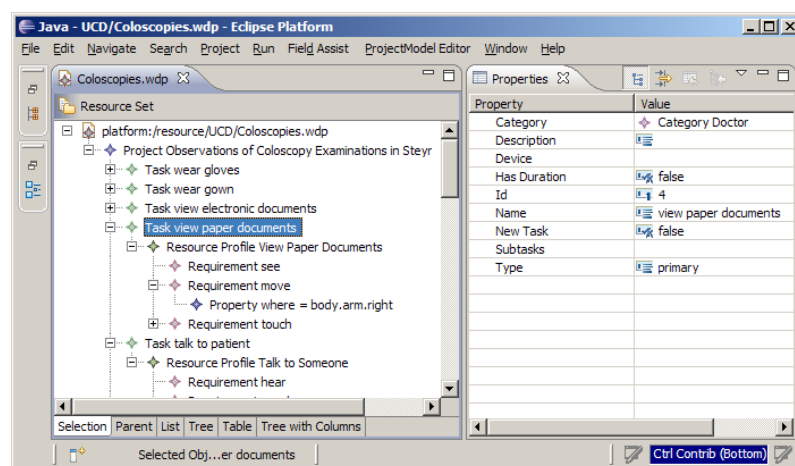 Java - UCD/Coloscopies.wdp - Eclipse Platform
File Edit Navigate Search Project Run Field Assist ProjectModel Editor Window Help
Coloscopies.wdp
Resource Set
platform:/resource/UCD/Coloscopies.wdp
Project Observations of Coloscopy Examinations in Steyr
Task wear gloves
Task wear gown
Task view electronic documents
Task view paper documents
Resource Profile View Paper Documents
Requirement see
Requirement move
Property where = body.arm.right
Requirement touch
Task talk to patient
Resource Profile Talk to Someone
Requirement hear
Selection Parent List Tree Table Tree with Columns
Properties
Property Value
Category Category Doctor
Description
Device
Has Duration false
Id 4
Name view paper documents
New Task false
Subtasks
Type primary
Selected Obj...er documents
Ctrl Contrib (Bottom)